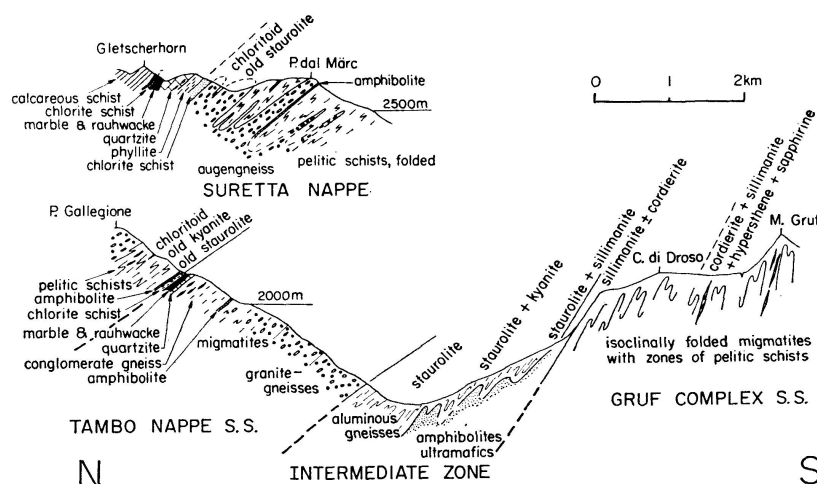 Gletscherhorn
chloritoid
old staurolite
P. dal Märc
amphibolite
0 1 2km
calcareous schist
chlorite schist
marble & rauhwacke
quartzite
phyllite
chlorite schist
2500m
augengneiss
pelitic schists, folded
SURETTA NAPPE
P. Gallegione
chloritoid
old kyanite
old staurolite
pelitic schists
amphibolite
chlorite schist
marble & rauhwacke
quartzite
conglomerate gneiss
amphibolite
2000m
migmatites
granite-
gneisses
TAMBO NAPPE S.S.
staurolite
staurolite + kyanite
staurolite + sillimanite
sillimanite ± cordierite
cordierite + sillimanite
+hypersthene + sapphirine
C. di Droso
M. Gruf
aluminous
gneisses
amphibolites
ultramafics
isoclinally folded migmatites
with zones of pelitic schists
GRUF COMPLEX S.S.
N
INTERMEDIATE ZONE
S